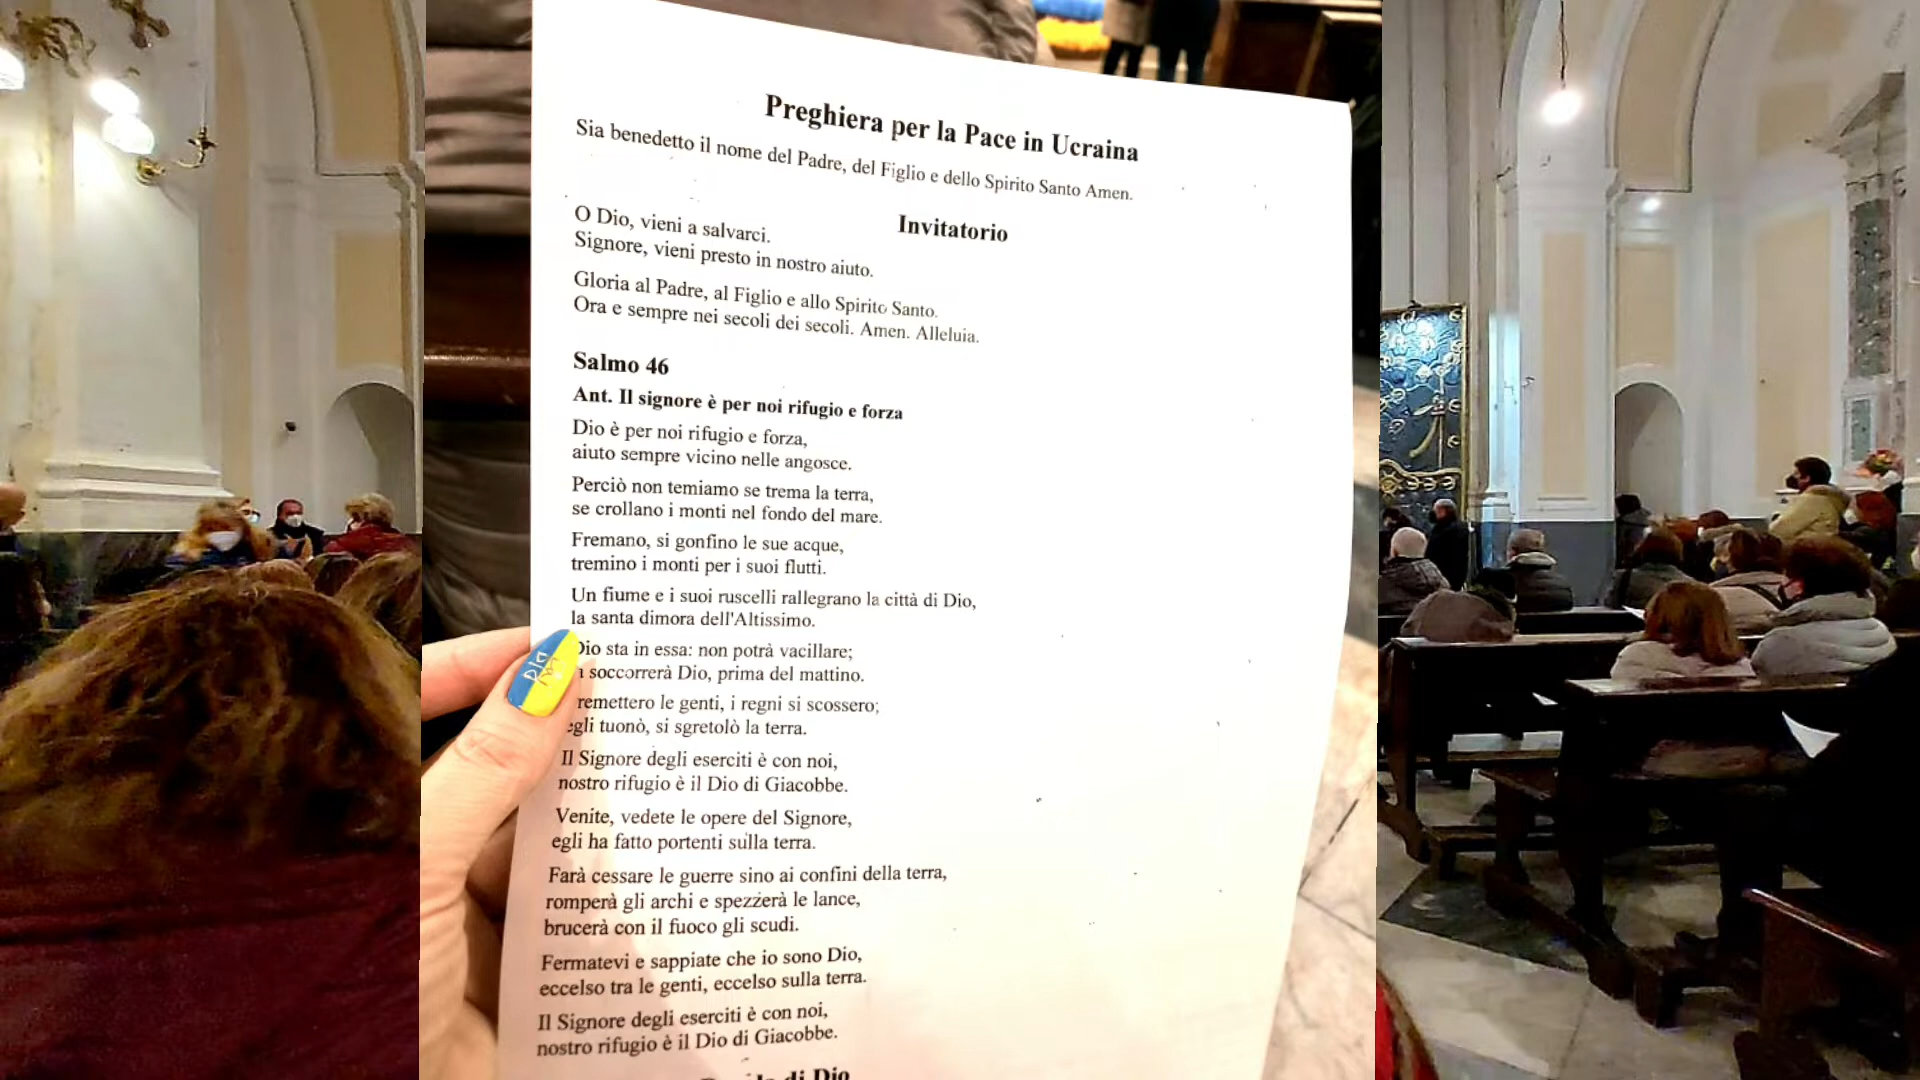 Preghiera per la Pace in Ucraina
Sia benedetto il nome del Padre, del Figlio e dello Spirito Santo Amen.
Invitatorio
O Dio, vieni a salvarci.
Signore, vieni presto in nostro aiuto.
Gloria al Padre, al Figlio e allo Spirito Santo.
Ora e sempre nei secoli dei secoli. Amen. Alleluia.
Salmo 46
Ant. Il signore è per noi rifugio e forza
Dio è per noi rifugio e forza,
aiuto sempre vicino nelle angosce.
Perciò non temiamo se trema la terra,
se crollano i monti nel fondo del mare.
Fremano, si gonfino le sue acque,
tremino i monti per i suoi flutti.
Un fiume e i suoi ruscelli rallegrano la città di Dio,
la santa dimora dell'Altissimo.
Dio sta in essa: non potrà vacillare;
soccorrerà Dio, prima del mattino.
remettero le genti, i regni si scossero;
egli tuonò, si sgretolò la terra.
Il Signore degli eserciti è con noi,
nostro rifugio è il Dio di Giacobbe.
Venite, vedete le opere del Signore,
egli ha fatto portenti sulla terra.
Farà cessare le guerre sino ai confini della terra,
romperà gli archi e spezzerà le lance,
brucerà con il fuoco gli scudi.
Fermatevi e sappiate che io sono Dio,
eccelso tra le genti, eccelso sulla terra.
Il Signore degli eserciti è con noi,
nostro rifugio è il Dio di Giacobbe.
di Dio